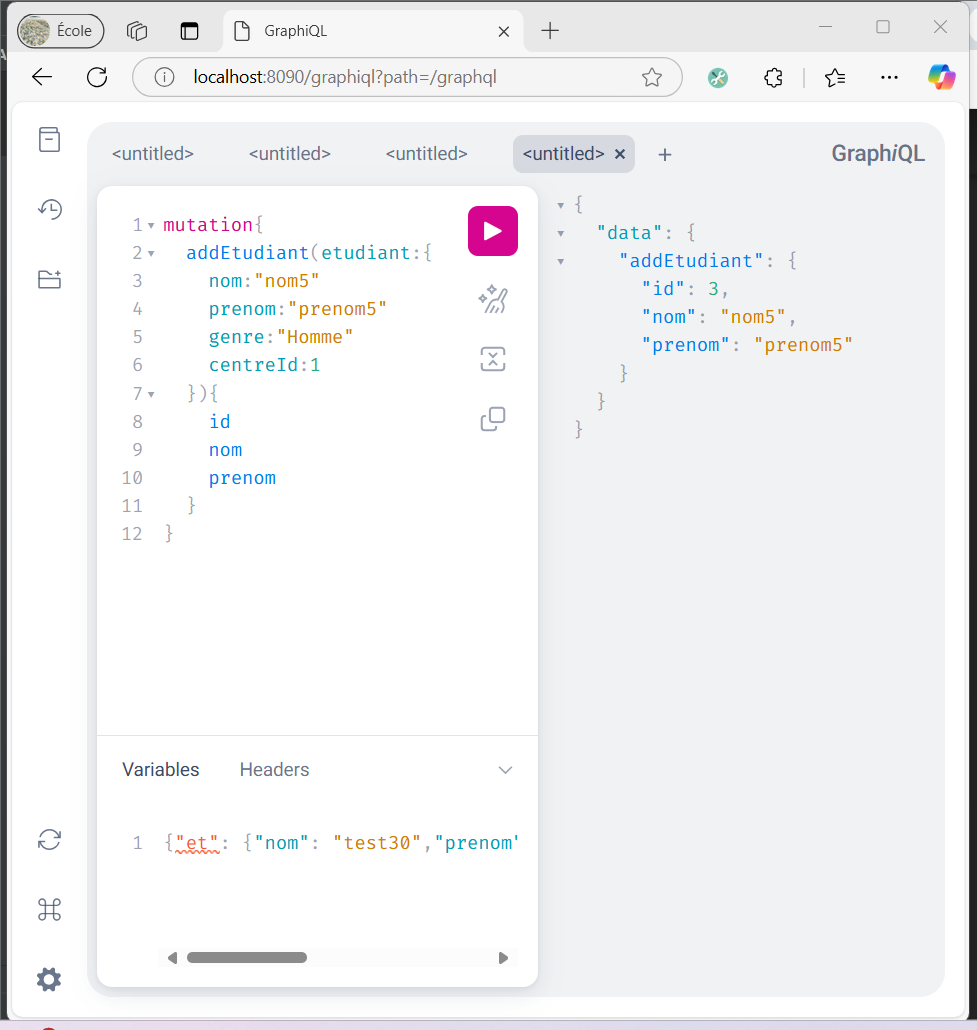 École
GraphiQL
localhost:8090/graphiql?path=/graphql
<untitled>
<untitled>
<untitled>
<untitled>
GraphiQL
1 mutation{
2 addEtudiant(etudiant:{
3 nom:"nom5"
4 prenom:"prenom5"
5 genre:"Homme"
6 centreId:1
7 }){
8 id
9 nom
10 prenom
11 }
12 }
{
"data": {
"addEtudiant": {
"id": 3,
"nom": "nom5",
"prenom": "prenom5"
}
}
}
Variables
Headers
1 {"et": {"nom": "test30","prenom"